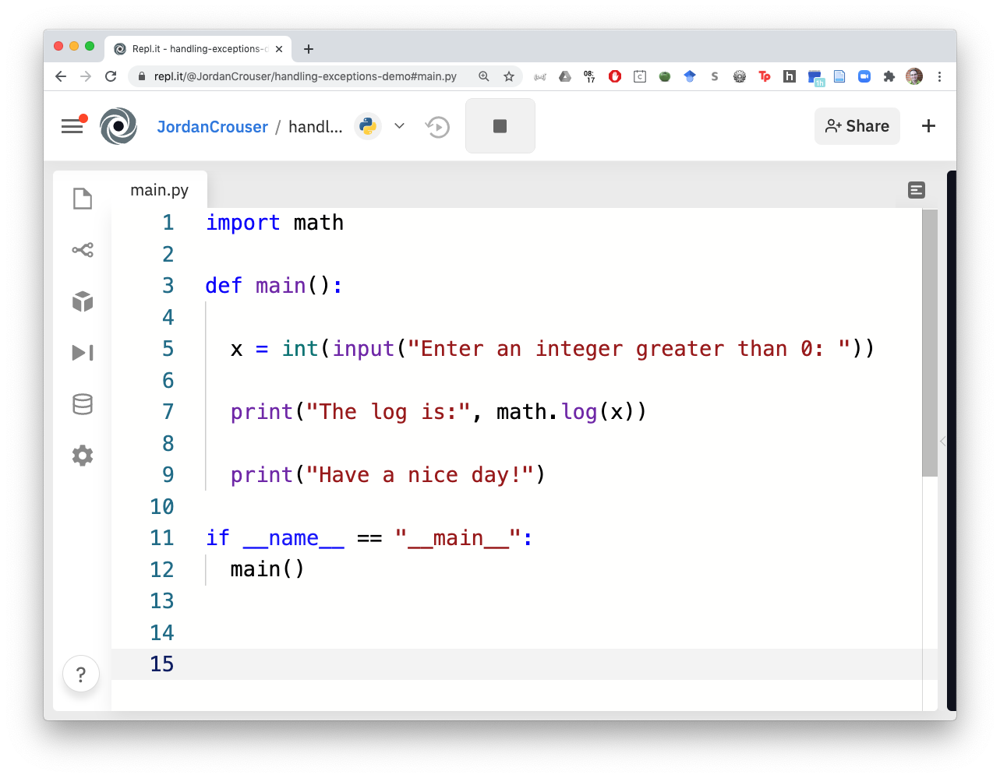 Repl.it - handling-exceptions-d
repl.it/@JordanCrouser/handling-exceptions-demo#main.py
08:
17
C
S
Tp
h
1h
JordanCrouser / handl...
Share
main.py
1 import math
2
3 def main():
4
5 x = int(input("Enter an integer greater than 0: "))
6
7 print("The log is:", math.log(x))
8
9 print("Have a nice day!")
10
11 if __name__ == "__main__":
12 main()
13
14
15
?